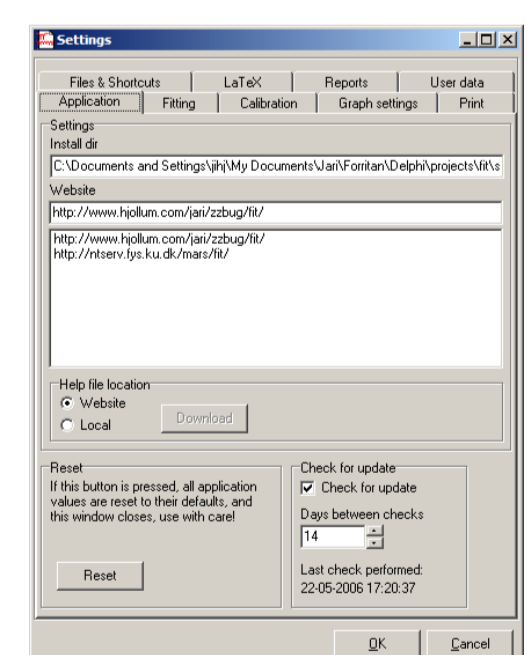 Settings
Files & Shortcuts LaTeX Reports User data
Application Fitting Calibration Graph settings Print
Settings
Install dir
C:\Documents and Settings\jihj\My Documents\Jari\Forritan\Delphi\projects\fit\s
Website
http://www.hjollum.com/jari/zzbug/fit/
http://www.hjollum.com/jari/zzbug/fit/
http://ntserv.fys.ku.dk/mars/fit/
Help file location
Website
Local
Download
Reset
If this button is pressed, all application
values are reset to their defaults, and
this window closes, use with care!
Reset
Check for update
Check for update
Days between checks
14
Last check performed:
22-05-2006 17:20:37
OK Cancel